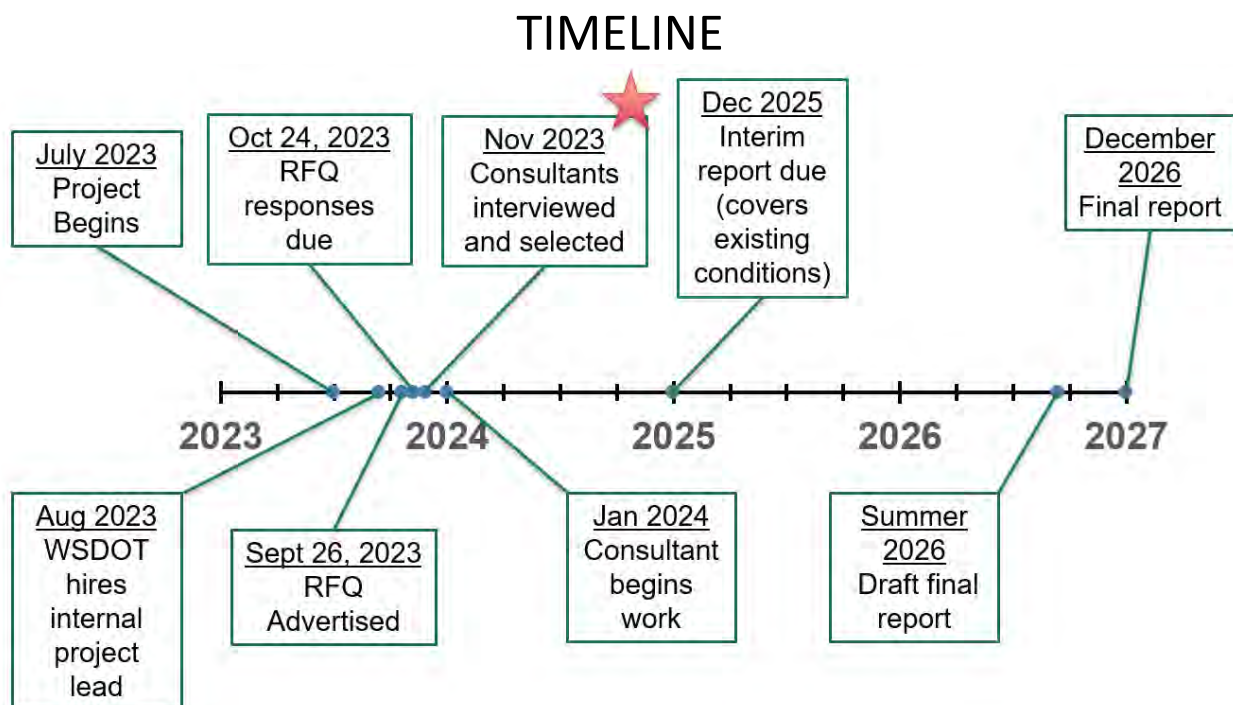 TIMELINE
July 2023
Project
Begins
Oct 24, 2023
RFQ
responses
due
Nov 2023
Consultants
interviewed
and selected
Dec 2025
Interim
report due
(covers
existing
conditions)
December
2026
Final report
2023
2024
2025
2026
2027
Aug 2023
WSDOT
hires
internal
project
lead
Sept 26, 2023
RFQ
Advertised
Jan 2024
Consultant
begins
work
Summer
2026
Draft final
report